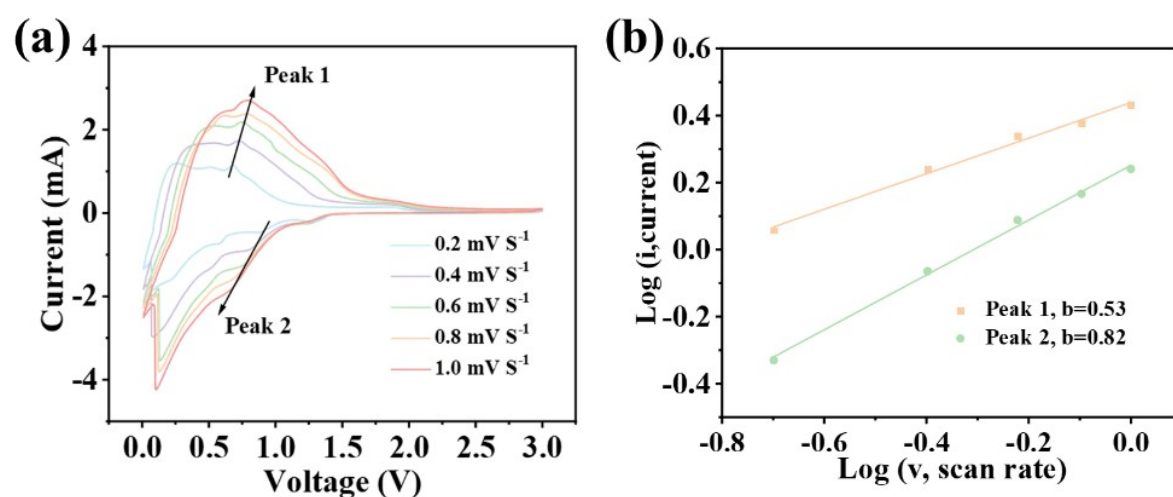 (a)
4
2
0
-2
-4
Current (mA)
Peak 1
Peak 2
0.2 mV S⁻¹
0.4 mV S⁻¹
0.6 mV S⁻¹
0.8 mV S⁻¹
1.0 mV S⁻¹
0.0 0.5 1.0 1.5 2.0 2.5 3.0
Voltage (V)
(b)
0.6
0.4
0.2
0.0
-0.2
-0.4
Log (i,current)
Peak 1, b=0.53
Peak 2, b=0.82
-0.8 -0.6 -0.4 -0.2 0.0
Log (v, scan rate)